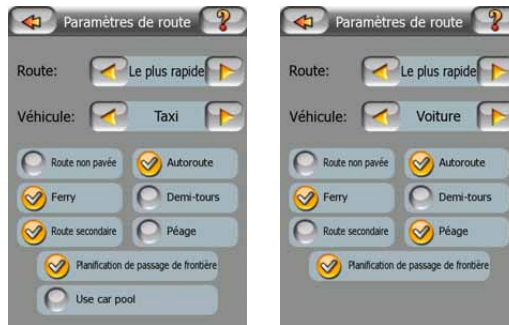 Paramètres de route
Route: Le plus rapide
Véhicule: Taxi
Route non pavée Autoroute
Ferry Demi-tours
Route secondaire Péage
Planification de passage de frontière
Use car pool
Paramètres de route
Route: Le plus rapide
Véhicule: Voiture
Route non pavée Autoroute
Ferry Demi-tours
Route secondaire Péage
Planification de passage de frontière